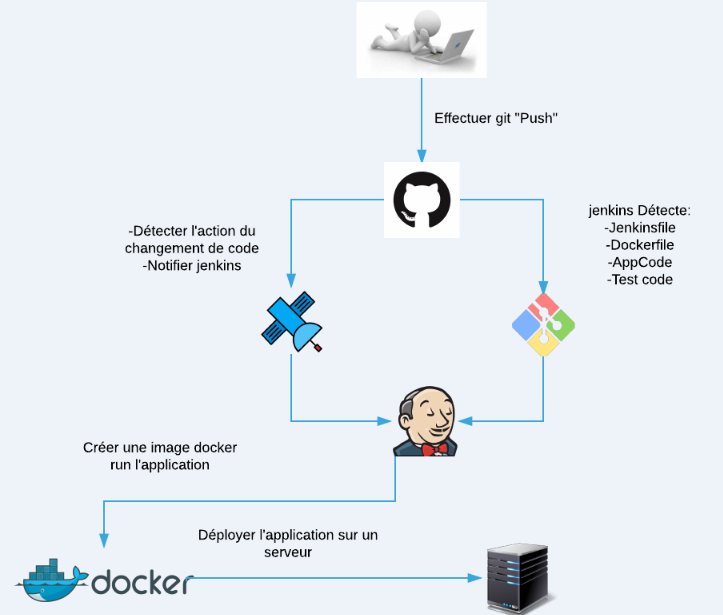 Effectuer git "Push"
-Détecter l'action du
changement de code
-Notifier jenkins
jenkins Détecte:
-Jenkinsfile
-Dockerfile
-AppCode
-Test code
Créer une image docker
run l'application
Déployer l'application sur un
serveur
docker